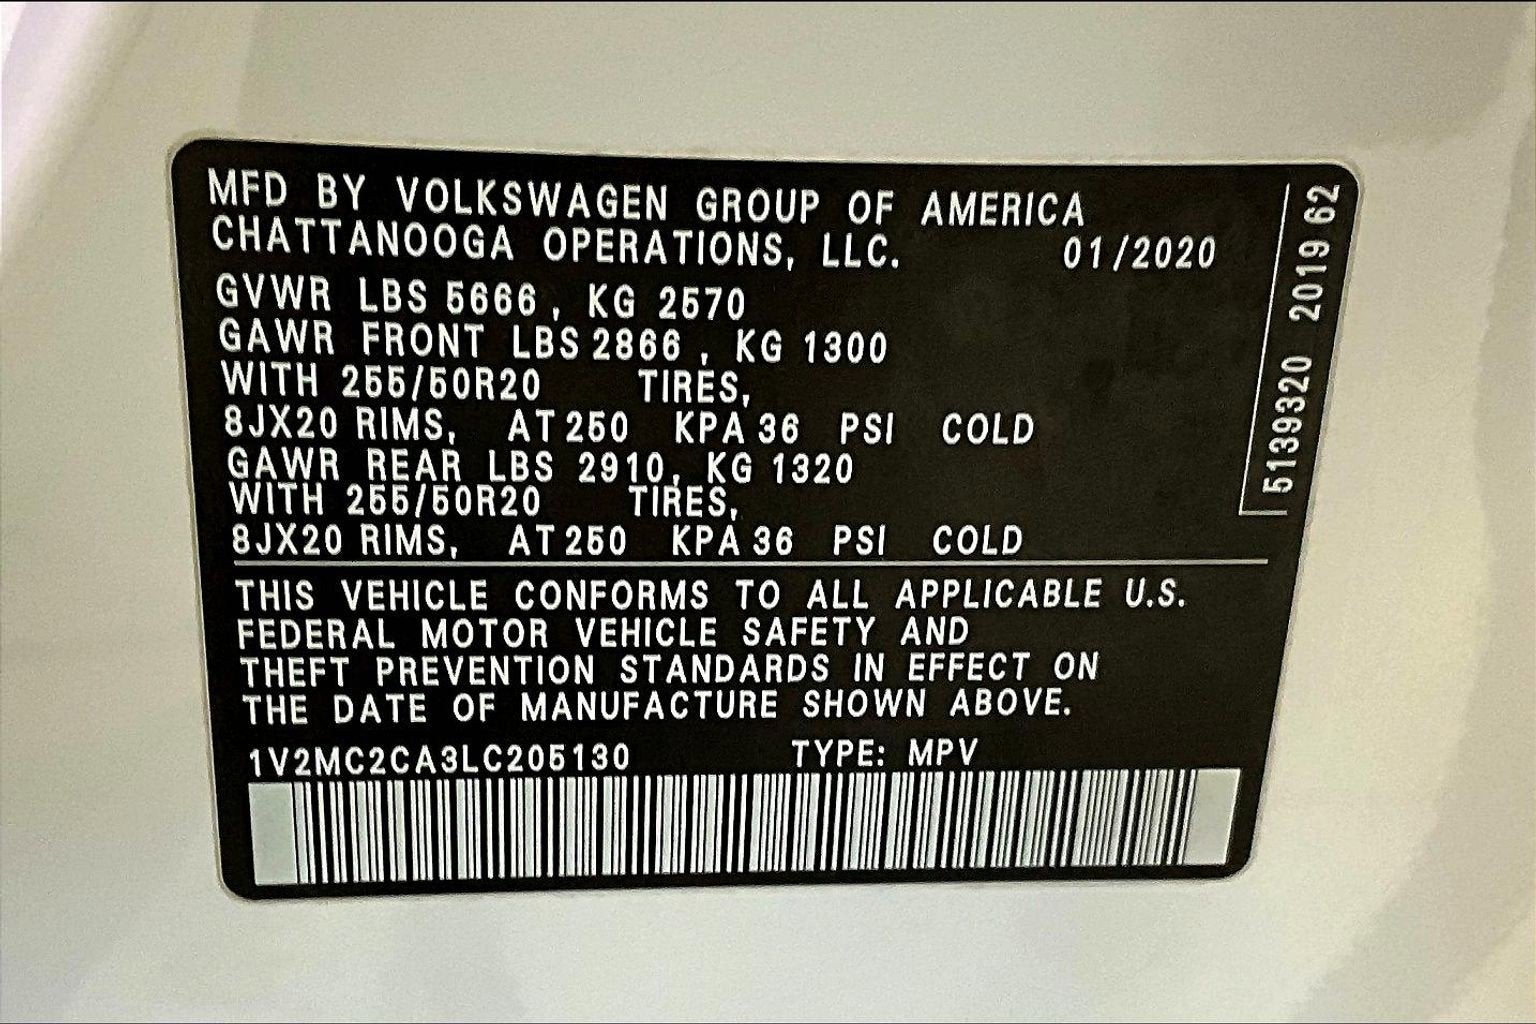 MFD BY VOLKSWAGEN GROUP OF AMERICA
CHATTANOOGA OPERATIONS, LLC. 01/2020
GVWR LBS 5666, KG 2570
GAWR FRONT LBS 2866, KG 1300
WITH 255/50R20 TIRES,
8JX20 RIMS, AT 250 KPA 36 PSI COLD
GAWR REAR LBS 2910, KG 1320
WITH 255/50R20 TIRES,
8JX20 RIMS, AT 250 KPA 36 PSI COLD
THIS VEHICLE CONFORMS TO ALL APPLICABLE U.S.
FEDERAL MOTOR VEHICLE SAFETY AND
THEFT PREVENTION STANDARDS IN EFFECT ON
THE DATE OF MANUFACTURE SHOWN ABOVE.
1V2MC2CA3LC205130 TYPE: MPV
5139320 2019 62